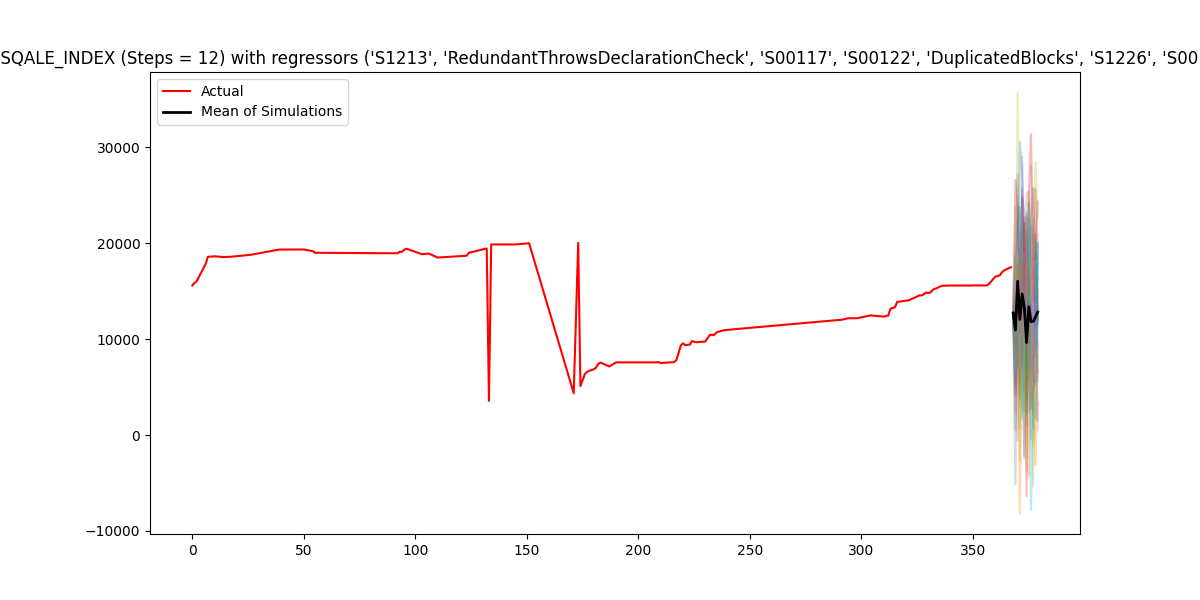 SQALE_INDEX (Steps = 12) with regressors ('S1213', 'RedundantThrowsDeclarationCheck', 'S00117', 'S00122', 'DuplicatedBlocks', 'S1226', 'S00
Actual
Mean of Simulations
30000
20000
10000
0
−10000
0 50 100 150 200 250 300 350